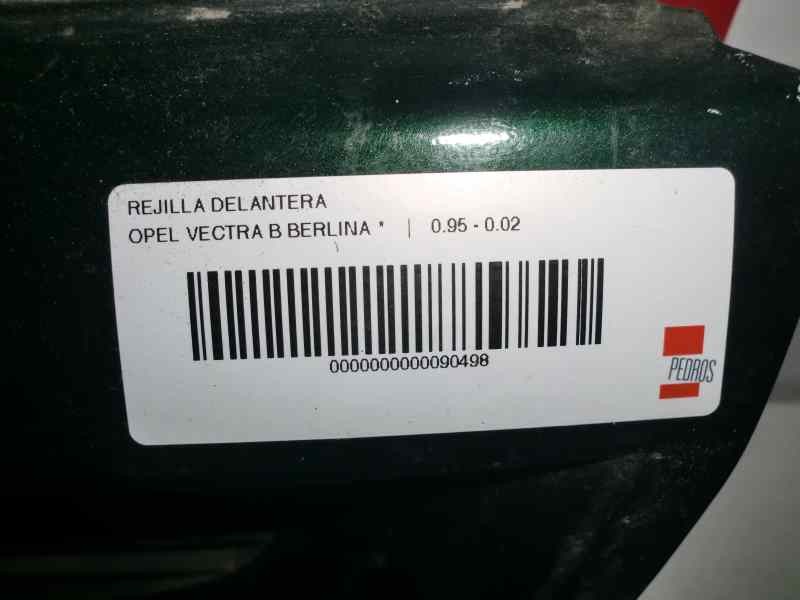 REJILLA DELANTERA
OPEL VECTRA B BERLINA * | 0.95 - 0.02
0000000000090498
PEDROS